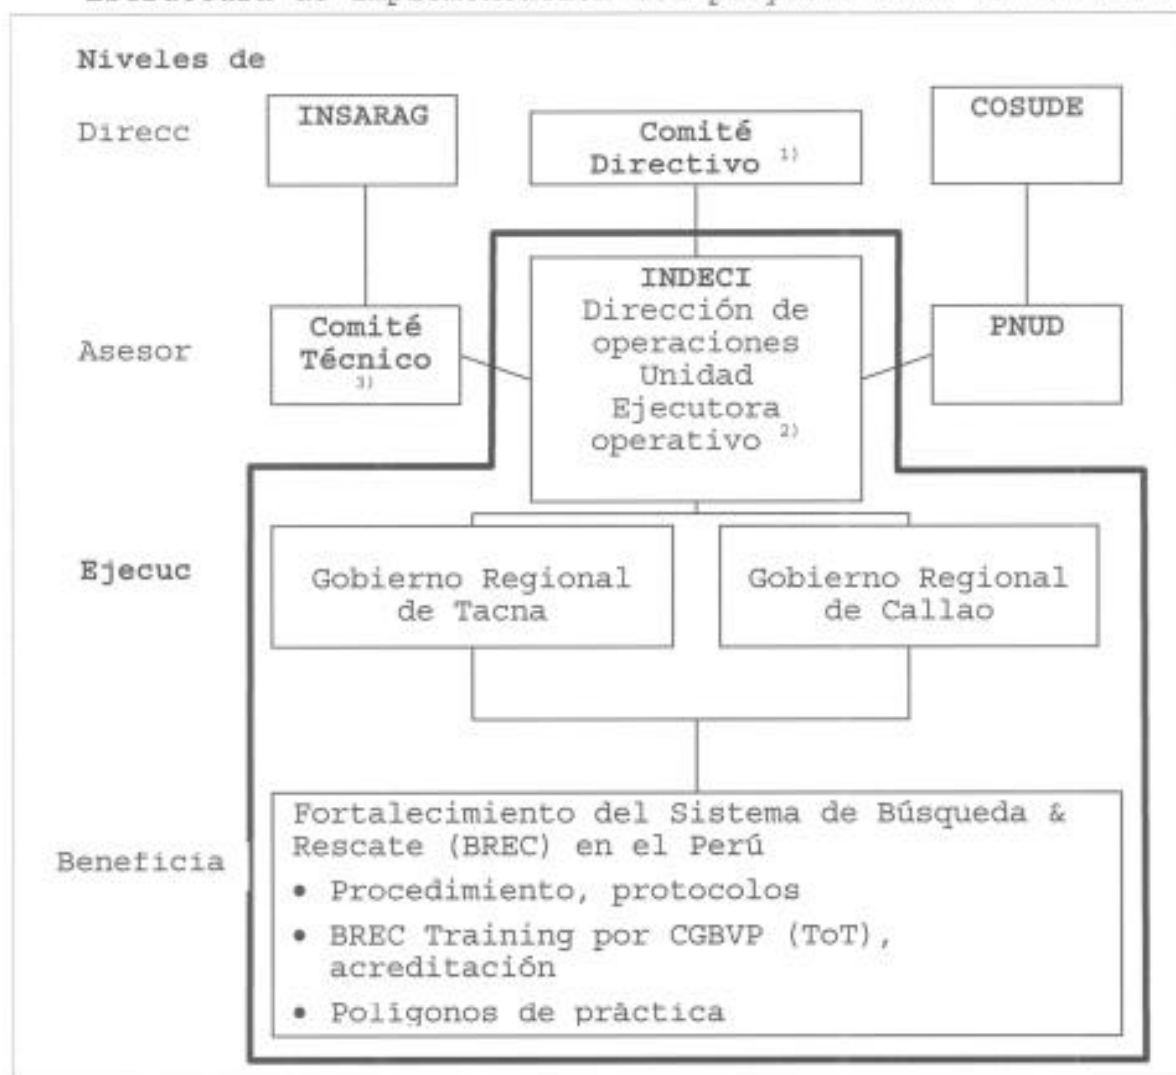 Niveles de
Direcc
INSARAG
Comité
Directivo 1)
COSUDE
Asesor
Comité
Técnico
3)
INDECI
Dirección de
operaciones
Unidad
Ejecutora
operativo 2)
PNUD
Ejecuc
Gobierno Regional
de Tacna
Gobierno Regional
de Callao
Beneficia
Fortalecimiento del Sistema de Búsqueda &
Rescate (BREC) en el Perú
• Procedimiento, protocolos
• BREC Training por CGBVP (ToT),
acreditación
• Polígonos de pràctica